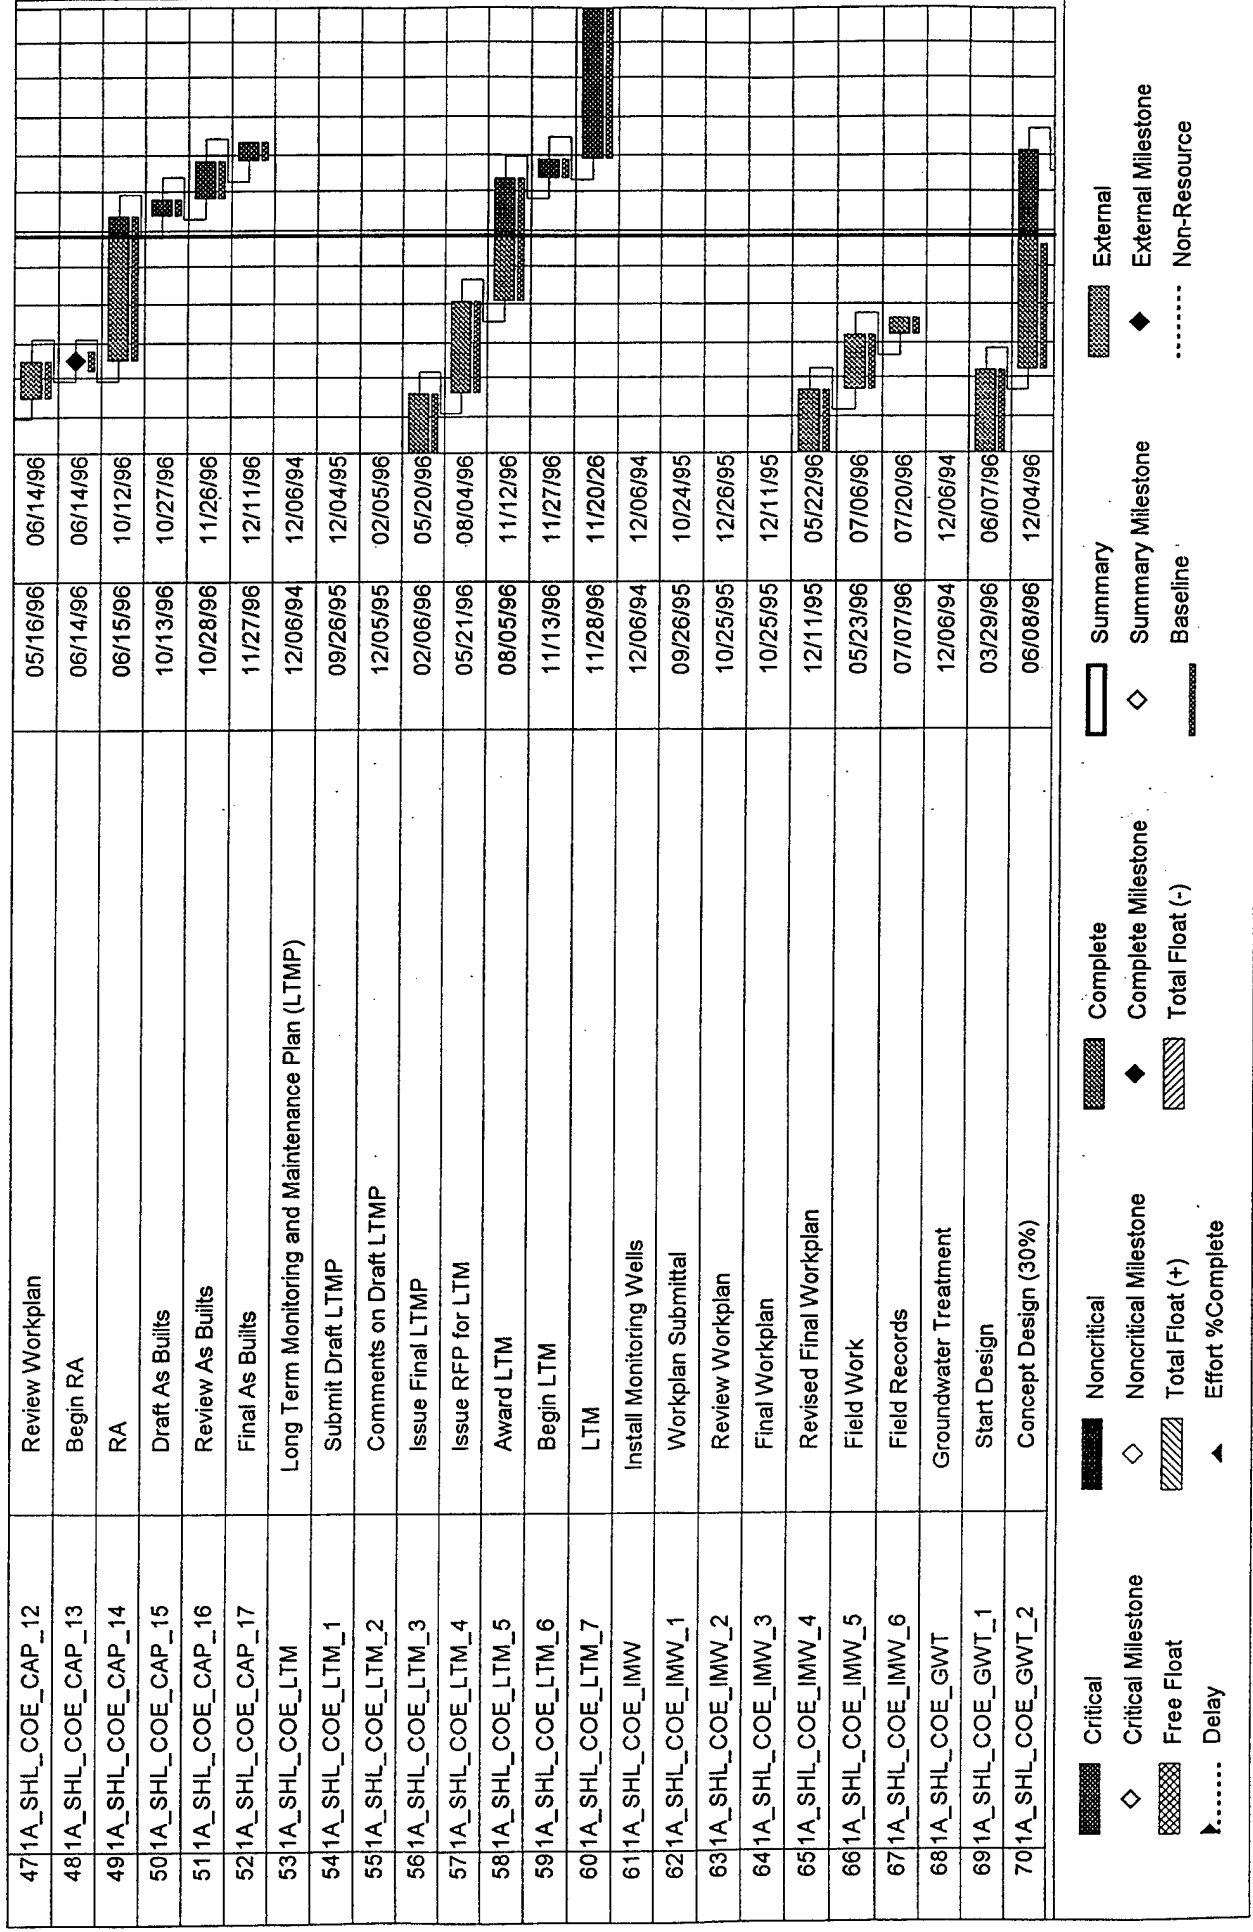 47 1A_SHL_COE_CAP_12 Review Workplan 05/16/96 06/14/96
48 1A_SHL_COE_CAP_13 Begin RA 06/14/96 06/14/96
49 1A_SHL_COE_CAP_14 RA 06/15/96 10/12/96
50 1A_SHL_COE_CAP_15 Draft As Builts 10/13/96 10/27/96
51 1A_SHL_COE_CAP_16 Review As Builts 10/28/96 11/26/96
52 1A_SHL_COE_CAP_17 Final As Builts 11/27/96 12/11/96
53 1A_SHL_COE_LTM Long Term Monitoring and Maintenance Plan (LTMP) 12/06/94 12/06/94
54 1A_SHL_COE_LTM_1 Submit Draft LTMP 09/26/95 12/04/95
55 1A_SHL_COE_LTM_2 Comments on Draft LTMP 12/05/95 02/05/96
56 1A_SHL_COE_LTM_3 Issue Final LTMP 02/06/96 05/20/96
57 1A_SHL_COE_LTM_4 Issue RFP for LTM 05/21/96 08/04/96
58 1A_SHL_COE_LTM_5 Award LTM 08/05/96 11/12/96
59 1A_SHL_COE_LTM_6 Begin LTM 11/13/96 11/27/96
60 1A_SHL_COE_LTM_7 LTM 11/28/96 11/20/26
61 1A_SHL_COE_IMW Install Monitoring Wells 12/06/94 12/06/94
62 1A_SHL_COE_IMW_1 Workplan Submittal 09/26/95 10/24/95
63 1A_SHL_COE_IMW_2 Review Workplan 10/25/95 12/26/95
64 1A_SHL_COE_IMW_3 Final Workplan 10/25/95 12/11/95
65 1A_SHL_COE_IMW_4 Revised Final Workplan 12/11/95 05/22/96
66 1A_SHL_COE_IMW_5 Field Work 05/23/96 07/06/96
67 1A_SHL_COE_IMW_6 Field Records 07/07/96 07/20/96
68 1A_SHL_COE_GWT Groundwater Treatment 12/06/94 12/06/94
69 1A_SHL_COE_GWT_1 Start Design 03/29/96 06/07/96
70 1A_SHL_COE_GWT_2 Concept Design (30%) 06/08/96 12/04/96
Critical Noncritical Complete Summary External
Critical Milestone Noncritical Milestone Complete Milestone Summary Milestone External Milestone
Free Float Total Float (+) Total Float (-) Baseline Non-Resource
Delay Effort %Complete